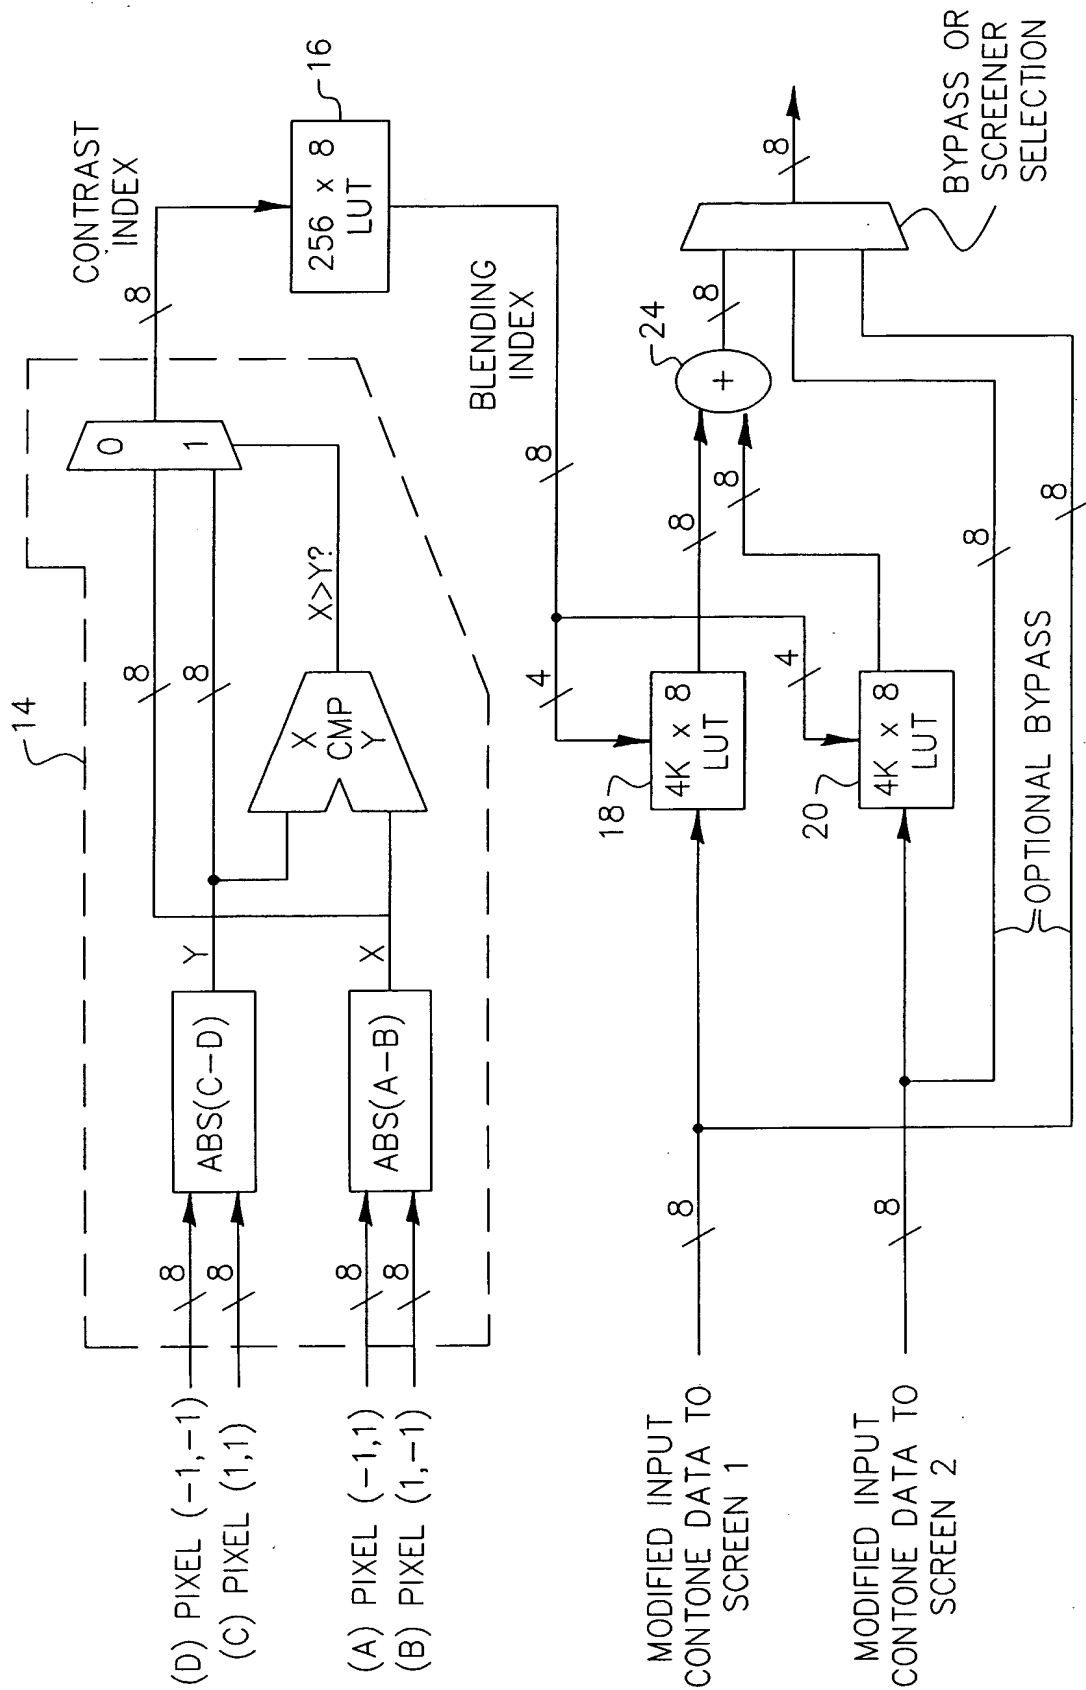 14
(D) PIXEL (-1,-1)
(C) PIXEL (1,1)
(A) PIXEL (-1,1)
(B) PIXEL (1,-1)
8
8
8
8
ABS(C-D)
ABS(A-B)
Y
X
8
8
X
CMP
Y
X>Y?
0
1
8
CONTRAST
INDEX
256 x 8
LUT
16
BLENDING
INDEX
8
4
4
MODIFIED INPUT
CONTONE DATA TO
SCREEN 1
MODIFIED INPUT
CONTONE DATA TO
SCREEN 2
8
8
18
4K x 8
LUT
20
4K x 8
LUT
8
8
+
24
8
OPTIONAL BYPASS
8
8
8
BYPASS OR
SCREENER
SELECTION